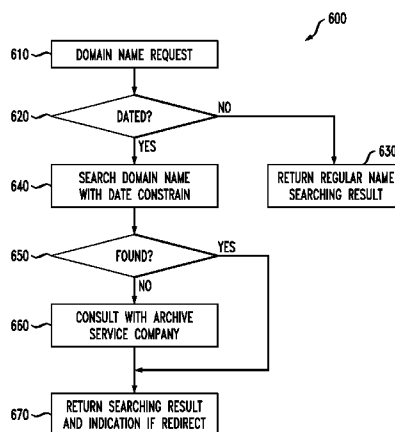 600
610
DOMAIN NAME REQUEST
620
DATED?
NO
YES
630
640
SEARCH DOMAIN NAME
WITH DATE CONSTRAIN
RETURN REGULAR NAME
SEARCHING RESULT
650
FOUND?
YES
NO
660
CONSULT WITH ARCHIVE
SERVICE COMPANY
670
RETURN SEARCHING RESULT
AND INDICATION IF REDIRECT